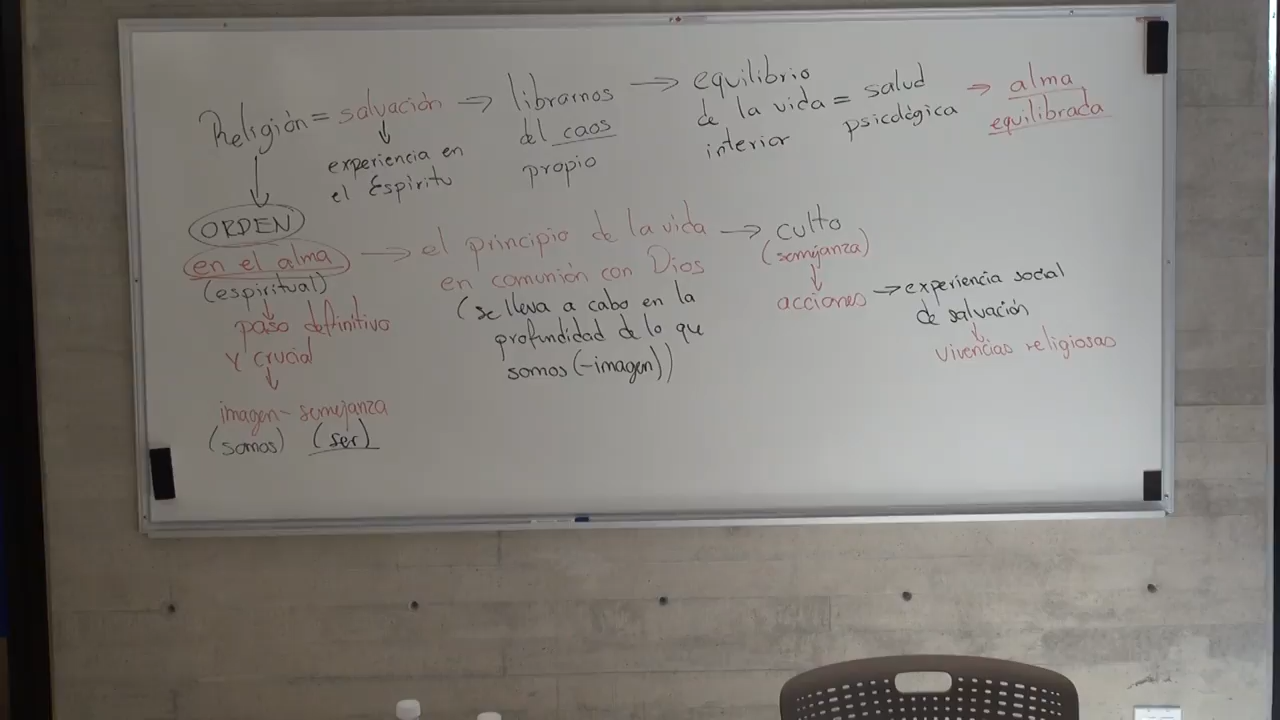 Religión = salvación → librarnos → equilibrio
del caos
propio
de la vida = salud → alma
interior
psicológica
equilibrada
↓
experiencia en
el Espíritu
↓
ORDEN
en el alma → el principio de la vida → culto
(espiritual)
en comunión con Dios
(semejanza)
↓
paso definitivo
y crucial
(se lleva a cabo en la
profundidad de lo que
somos (-imagen))
↓
acciones → experiencia social
de salvación
↓
vivencias religiosas
↓
imagen - semejanza
(somos) (ser)